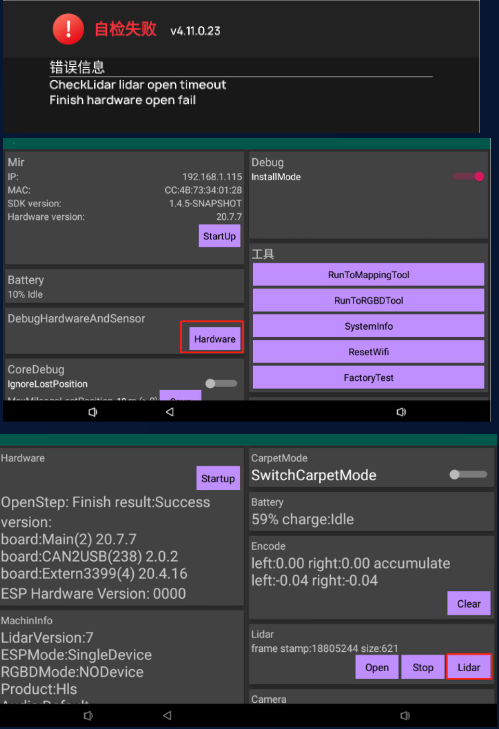 自检失败 v4.11.0.23
错误信息
CheckLidar lidar open timeout
Finish hardware open fail
Mir
IP: 192.168.1.115
MAC: CC:4B:73:34:01:28
SDK version: 1.4.5-SNAPSHOT
Hardware version: 20.7.7
StartUp
Battery
10% Idle
DebugHardwareAndSensor
Hardware
CoreDebug
IgnoreLostPosition
Debug
InstallMode
工具
RunToMappingTool
RunToRGBDTool
SystemInfo
ResetWifi
FactoryTest
Hardware
Startup
OpenStep: Finish result:Success
version:
board:Main(2) 20.7.7
board:CAN2USB(238) 2.0.2
board:Extern3399(4) 20.4.16
ESP Hardware Version: 0000
MachinInfo
LidarVersion:7
ESPMode:SingleDevice
RGBDMode:NODevice
Product:Hls
CarpetMode
SwitchCarpetMode
Battery
59% charge:Idle
Encode
left:0.00 right:0.00 accumulate
left:-0.04 right:-0.04
Clear
Lidar
frame stamp:18805244 size:621
Open Stop Lidar
Camera